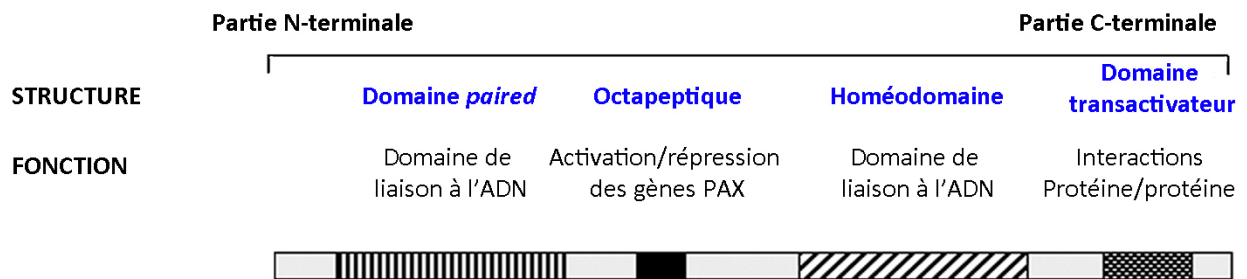 Partie N-terminale Partie C-terminale
STRUCTURE Domaine paired Octapeptique Homéodomaine Domaine transactivateur
FONCTION Domaine de liaison à l'ADN Activation/répression des gènes PAX Domaine de liaison à l'ADN Interactions Protéine/protéine